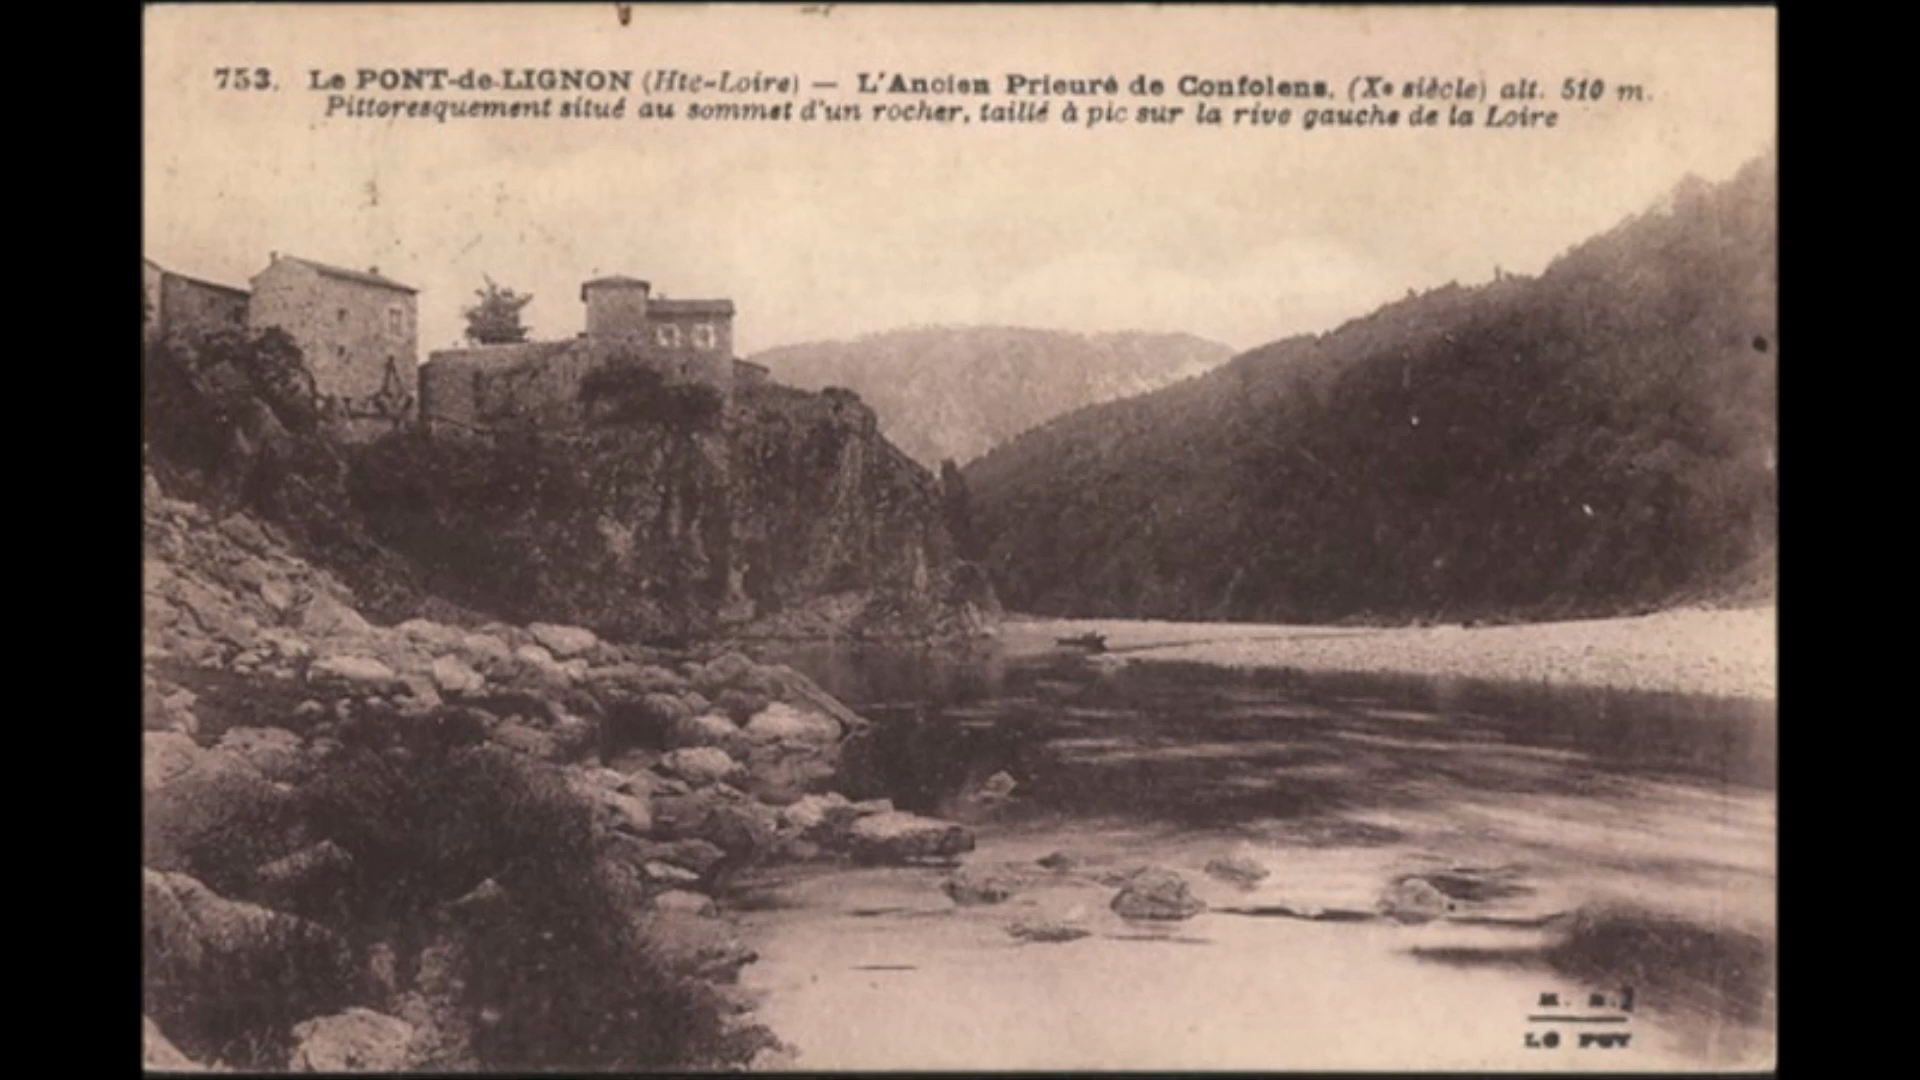 753. Le PONT-de-LIGNON (Hte-Loire) — L'Ancien Prieuré de Confolens, (Xe siècle) alt. 510 m.
Pittoresquement situé au sommet d'un rocher, taillé à pic sur la rive gauche de la Loire
M. B.
LE PUY